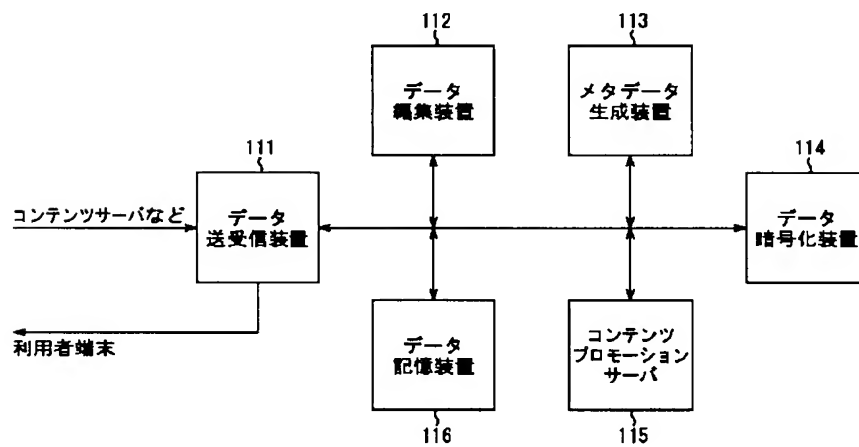 112
113
データ
編集装置
メタデータ
生成装置
111
114
コンテンツサーバなど
データ
送受信装置
データ
暗号化装置
利用者端末
データ
記憶装置
コンテンツ
プロモーション
サーバ
116
115